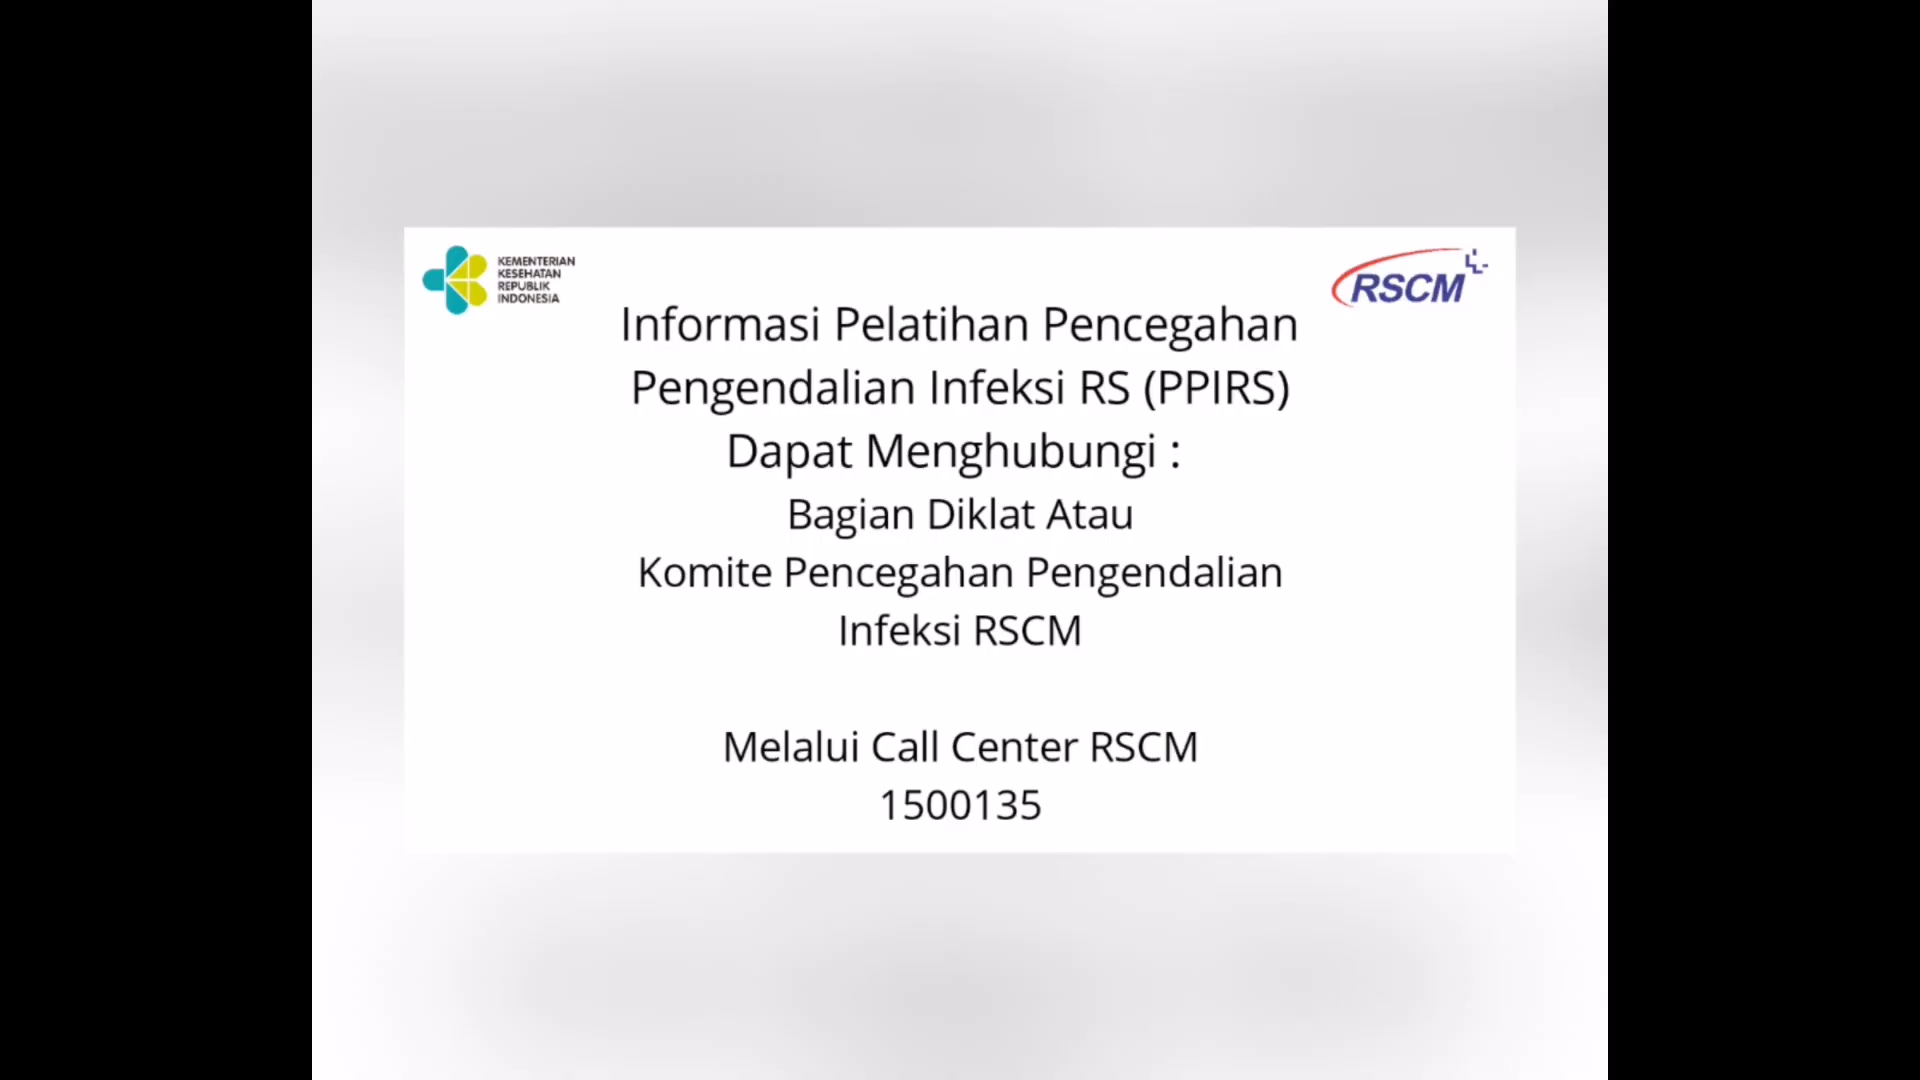 KEMENTERIAN
KESEHATAN
REPUBLIK
INDONESIA
RSCM
Informasi Pelatihan Pencegahan
Pengendalian Infeksi RS (PPIRS)
Dapat Menghubungi :
Bagian Diklat Atau
Komite Pencegahan Pengendalian
Infeksi RSCM
Melalui Call Center RSCM
1500135